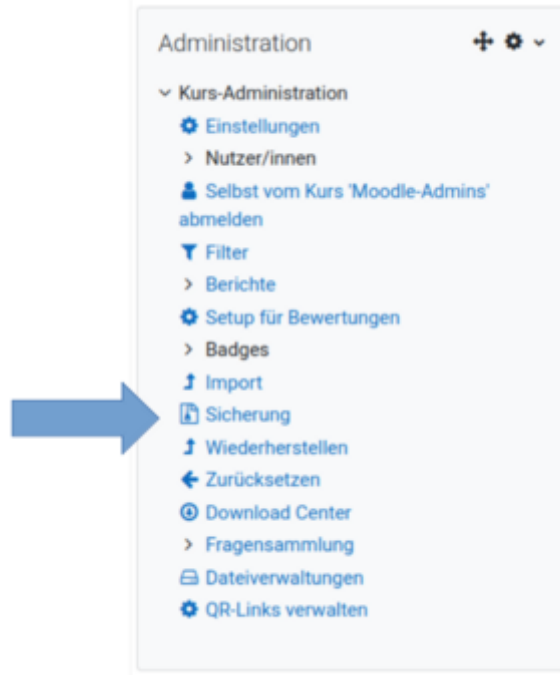 Administration
Kurs-Administration
Einstellungen
Nutzer/innen
Selbst vom Kurs 'Moodle-Admins'
abmelden
Filter
Berichte
Setup für Bewertungen
Badges
Import
Sicherung
Wiederherstellen
Zurücksetzen
Download Center
Fragensammlung
Dateiverwaltungen
QR-Links verwalten